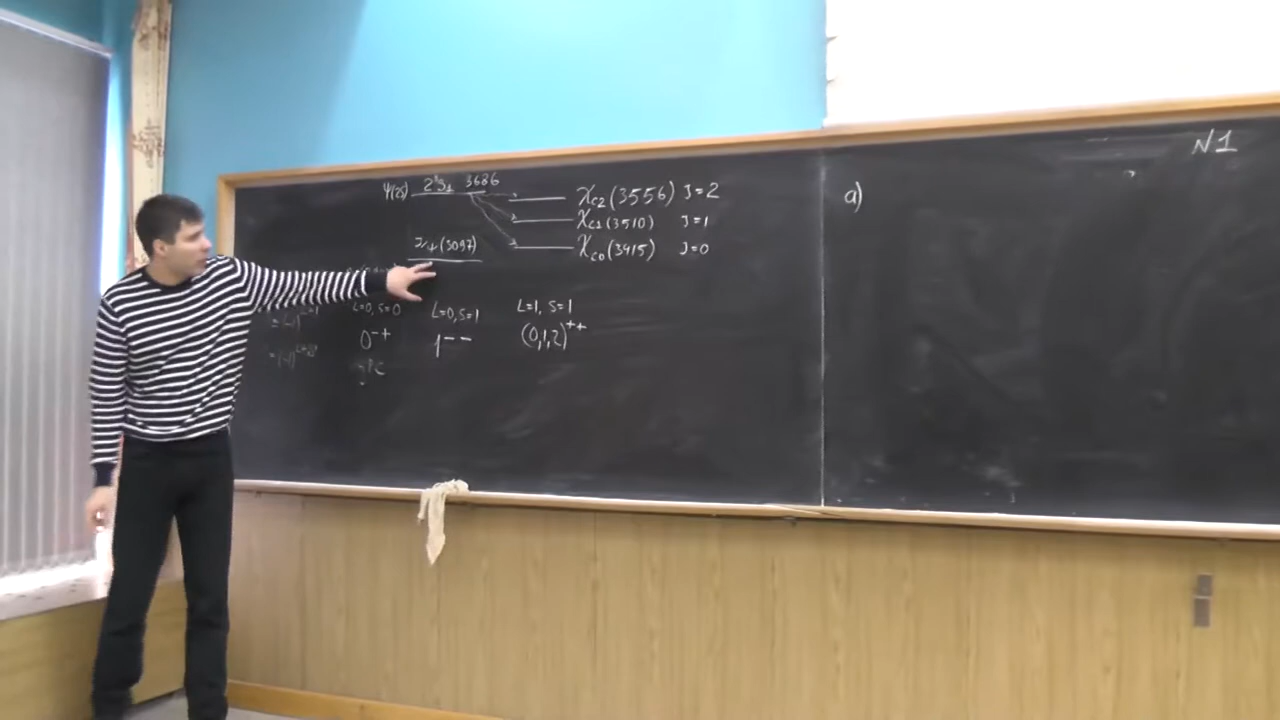 ψ(2S) 2³S₁ 3686
χc2 (3556) J=2
χc1 (3510) J=1
J/ψ (3097)
χc0 (3415) J=0
L=0, S=0 L=0, S=1 L=1, S=1
0⁻⁺ 1⁻⁻ (0,1,2)⁺⁺
N1
a)